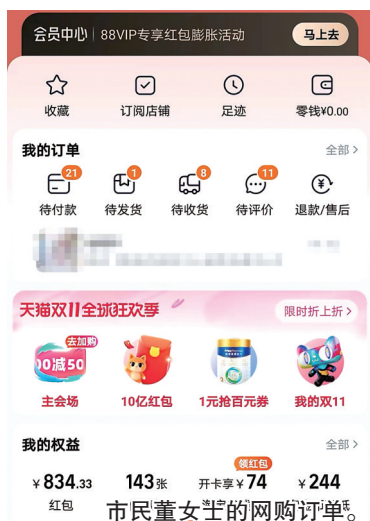 会员中心 88VIP专享红包膨胀活动 马上去
收藏 订阅店铺 足迹 零钱¥0.00
我的订单 全部 >
21 1 8 11
待付款 待发货 待收货 待评价 退款/售后
天猫双11全球狂欢季 限时折上折 >
去加购
00减50
主会场 10亿红包 1元抢百元券 我的双11
我的权益 全部 >
领红包
¥834.33 143张 开卡享¥74 ¥244
红包
市民董女士的网购订单。